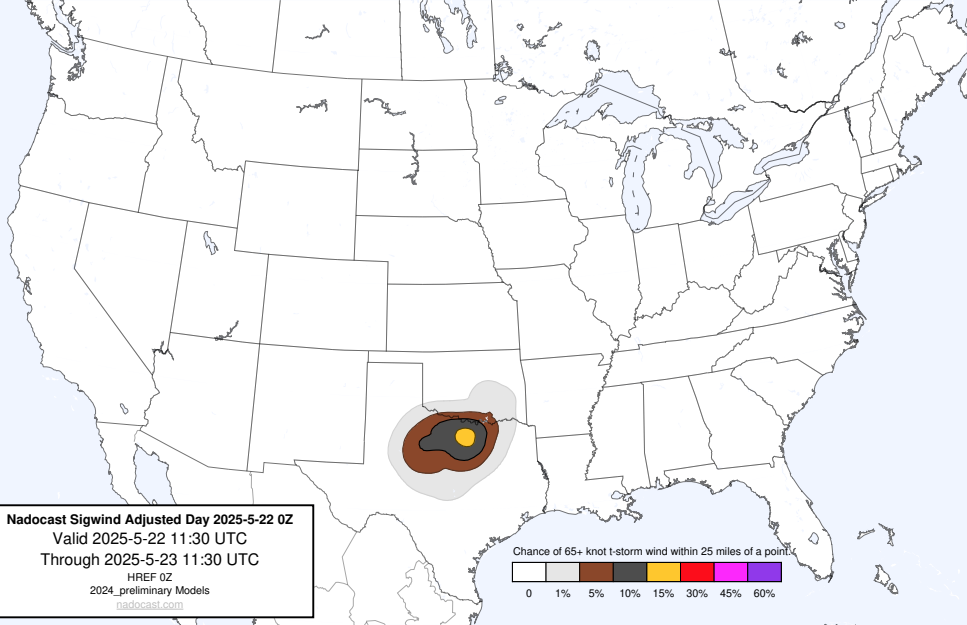 Nadocast Sigwind Adjusted Day 2025-5-22 0Z
Valid 2025-5-22 11:30 UTC
Through 2025-5-23 11:30 UTC
HREF 0Z
2024_preliminary Models
nadocast.com
Chance of 65+ knot t-storm wind within 25 miles of a point.
0 1% 5% 10% 15% 30% 45% 60%